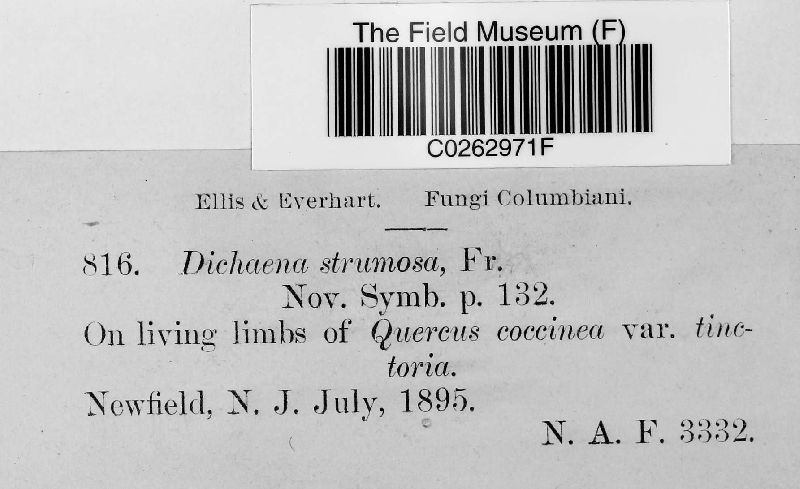 The Field Museum (F)
C0262971F
Ellis & Everhart. Fungi Columbiani.
816. Dichaena strumosa, Fr.
Nov. Symb. p. 132.
On living limbs of Quercus coccinea var. tinc-
toria.
Newfield, N. J. July, 1895.
N. A. F. 3332.